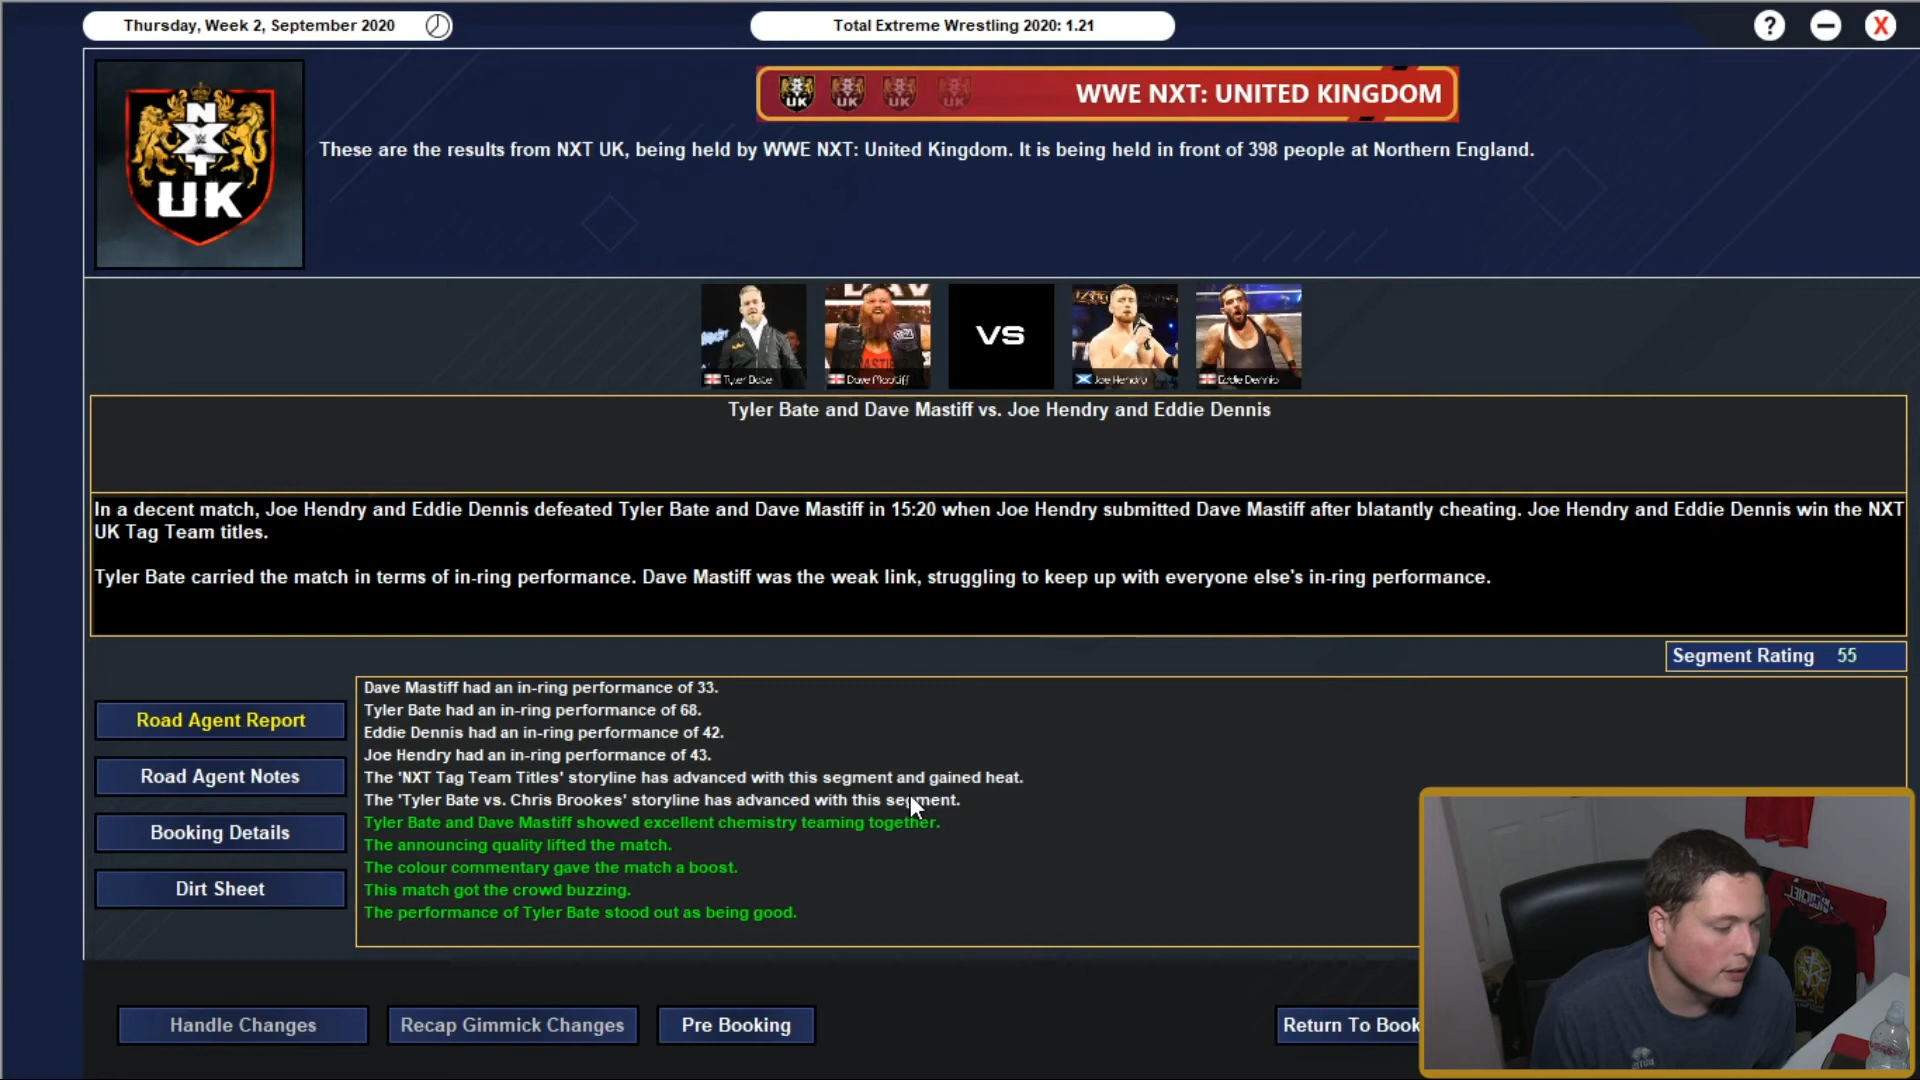 Thursday, Week 2, September 2020
Total Extreme Wrestling 2020: 1.21
?
X
WWE NXT: UNITED KINGDOM
These are the results from NXT UK, being held by WWE NXT: United Kingdom. It is being held in front of 398 people at Northern England.
NXT
UK
Tyler Bate
Dave Mastiff
VS
Joe Hendry
Eddie Dennis
Tyler Bate and Dave Mastiff vs. Joe Hendry and Eddie Dennis
In a decent match, Joe Hendry and Eddie Dennis defeated Tyler Bate and Dave Mastiff in 15:20 when Joe Hendry submitted Dave Mastiff after blatantly cheating. Joe Hendry and Eddie Dennis win the NXT
UK Tag Team titles.
Tyler Bate carried the match in terms of in-ring performance. Dave Mastiff was the weak link, struggling to keep up with everyone else's in-ring performance.
Segment Rating 55
Road Agent Report
Road Agent Notes
Booking Details
Dirt Sheet
Dave Mastiff had an in-ring performance of 33.
Tyler Bate had an in-ring performance of 68.
Eddie Dennis had an in-ring performance of 42.
Joe Hendry had an in-ring performance of 43.
The 'NXT Tag Team Titles' storyline has advanced with this segment and gained heat.
The 'Tyler Bate vs. Chris Brookes' storyline has advanced with this segment.
Tyler Bate and Dave Mastiff showed excellent chemistry teaming together.
The announcing quality lifted the match.
The colour commentary gave the match a boost.
This match got the crowd buzzing.
The performance of Tyler Bate stood out as being good.
Handle Changes
Recap Gimmick Changes
Pre Booking
Return To Book